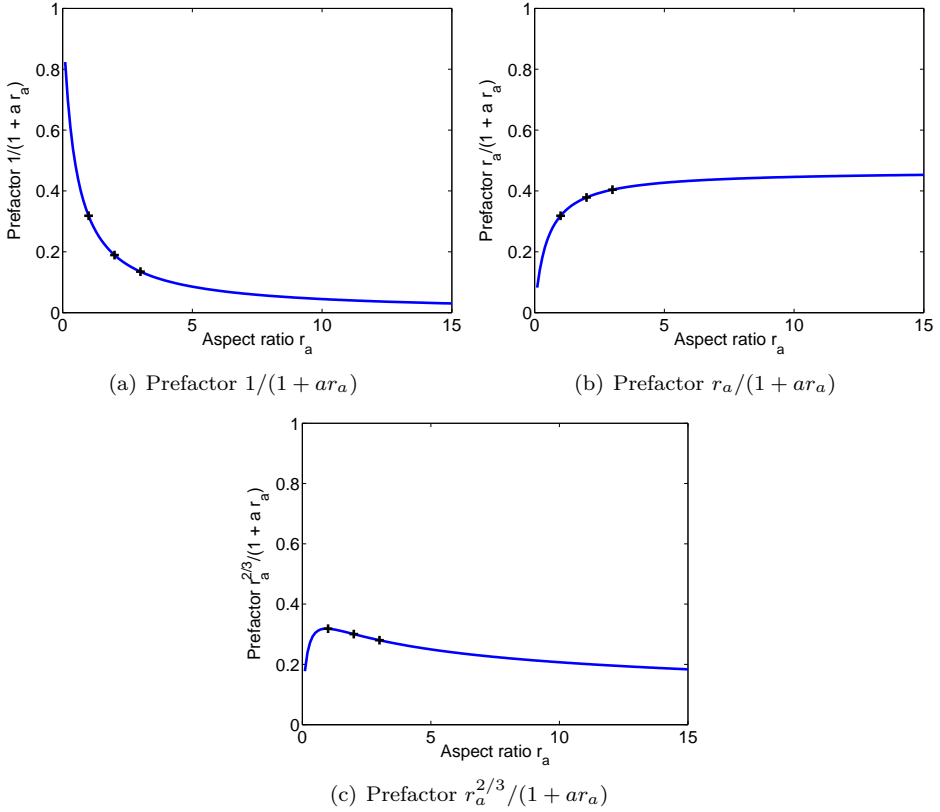 1
0.8
0.6
0.4
0.2
0
Prefactor 1/(1 + a r_a)
0 5 10 15
Aspect ratio r_a
(a) Prefactor 1/(1 + ar_a)
1
0.8
0.6
0.4
0.2
0
Prefactor r_a/(1 + a r_a)
0 5 10 15
Aspect ratio r_a
(b) Prefactor r_a/(1 + ar_a)
1
0.8
0.6
0.4
0.2
0
Prefactor r_a^{2/3}/(1 + a r_a)
0 5 10 15
Aspect ratio r_a
(c) Prefactor r_a^{2/3}/(1 + ar_a)